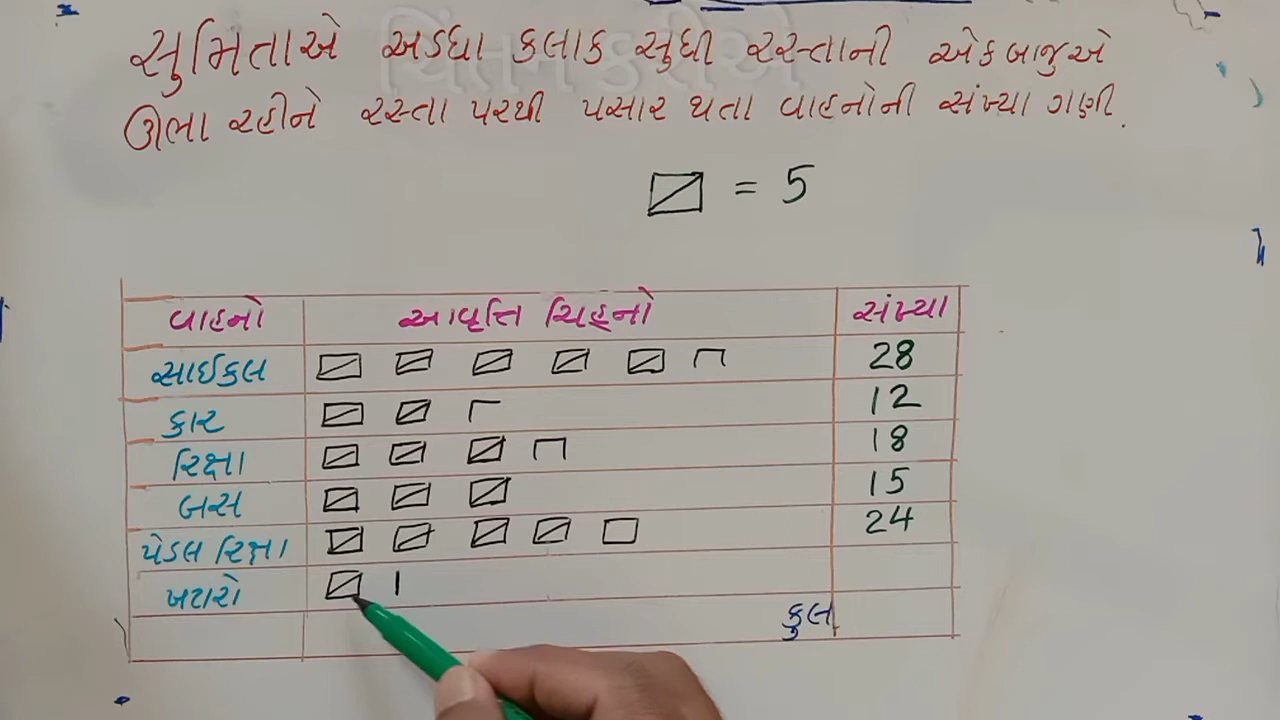 સુમિતાએ અડધા કલાક સુધી રસ્તાની એક બાજુએ
ઊભા રહીને રસ્તા પરથી પસાર થતા વાહનોની સંખ્યા ગણી.
= 5
વાહનો આવૃત્તિ ચિહ્નો સંખ્યા
સાઈકલ 28
કાર 12
રિક્ષા 18
બસ 15
પેડલ રિક્ષા 24
ખટારો
કુલ